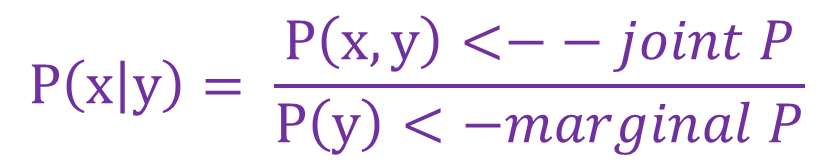 P(x|y) = P(x,y) <- - joint P
P(y) < -marginal P